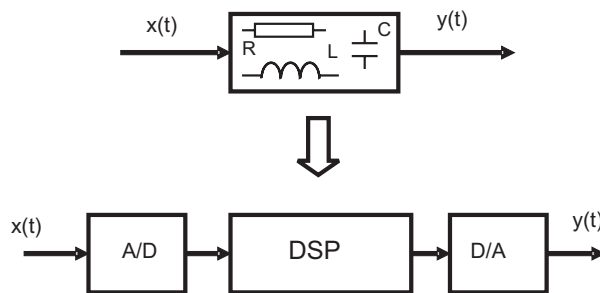 x(t)
R
L
C
y(t)
x(t)
A/D
DSP
D/A
y(t)